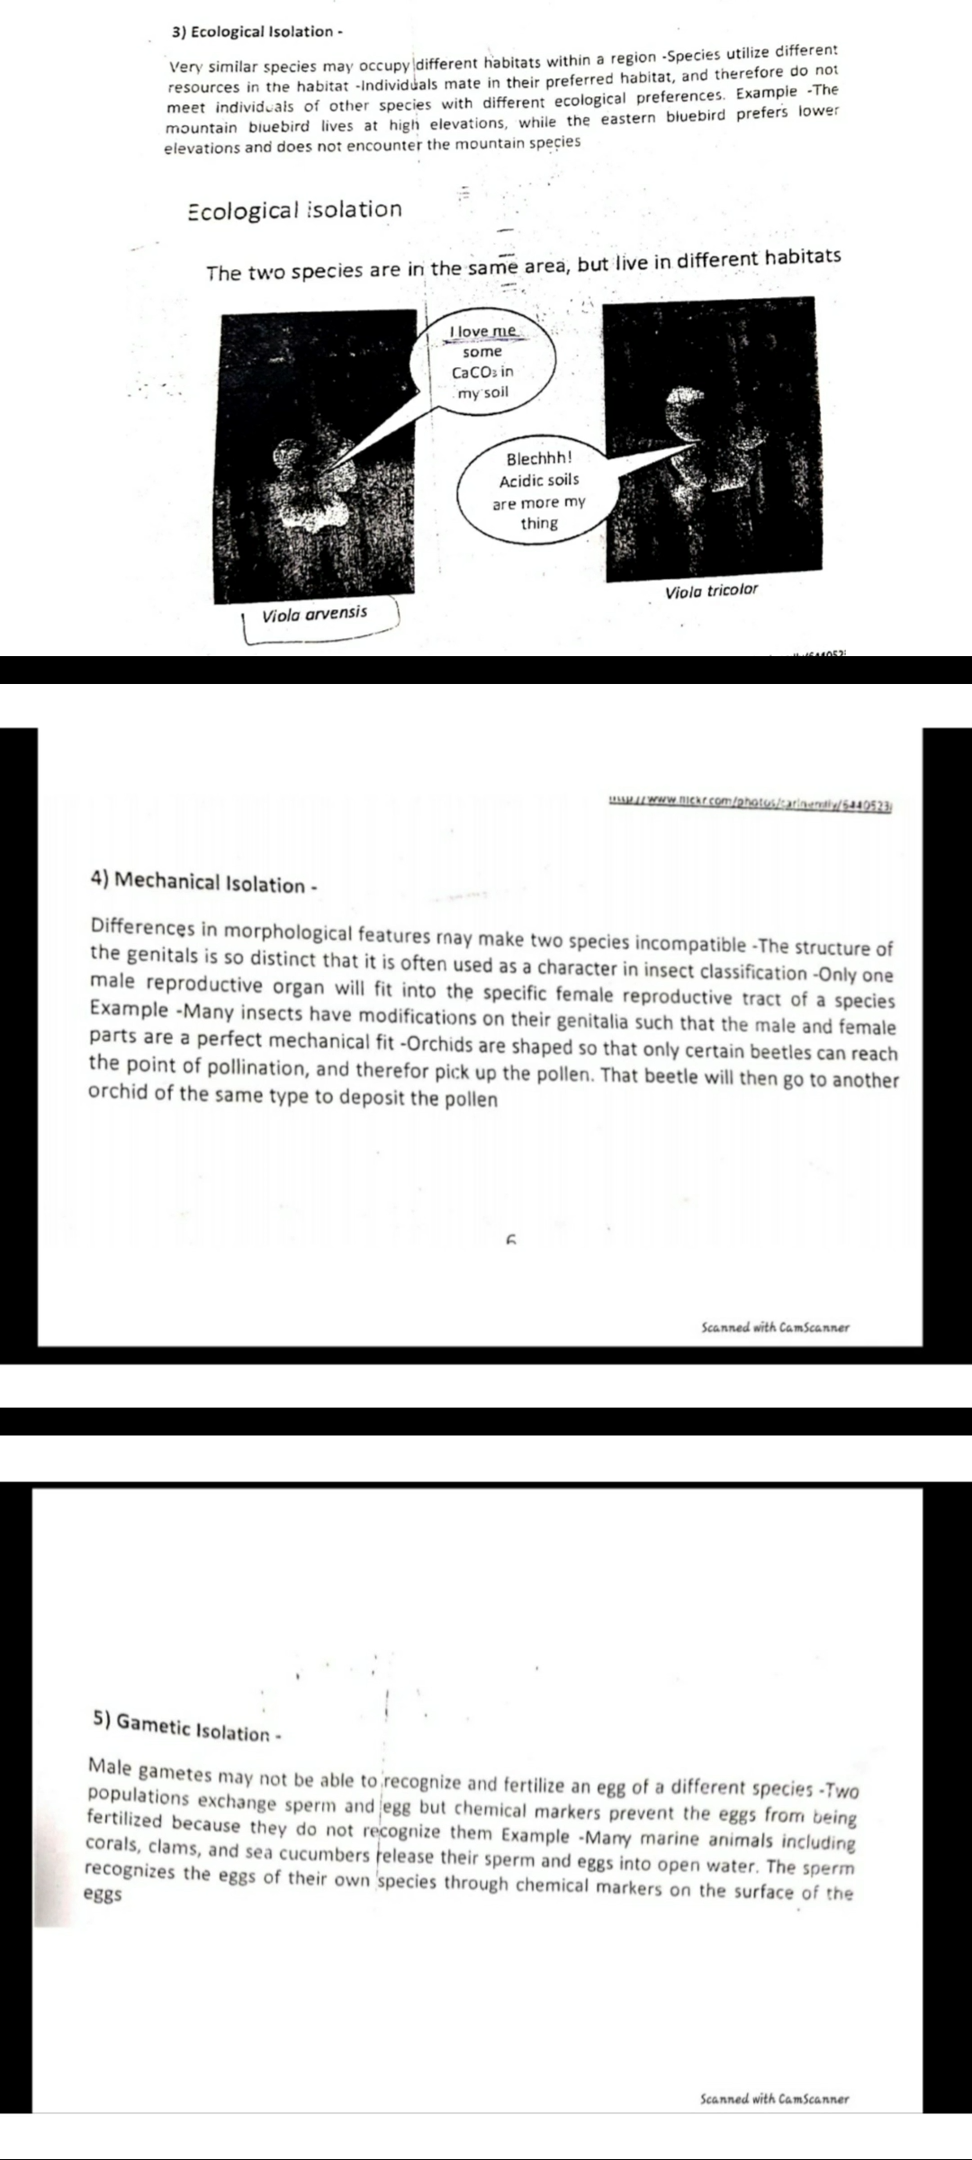 3) Ecological Isolation -
Very similar species may occupy different habitats within a region -Species utilize different
resources in the habitat -Individuals mate in their preferred habitat, and therefore do not
meet individuals of other species with different ecological preferences. Example -The
mountain bluebird lives at high elevations, while the eastern bluebird prefers lower
elevations and does not encounter the mountain species
Ecological isolation
The two species are in the same area, but live in different habitats
I love me
some
CaCO₃ in
my soil
Blechhh!
Acidic soils
are more my
thing
Viola arvensis
Viola tricolor
4) Mechanical Isolation -
Differences in morphological features may make two species incompatible -The structure of
the genitals is so distinct that it is often used as a character in insect classification -Only one
male reproductive organ will fit into the specific female reproductive tract of a species
Example -Many insects have modifications on their genitalia such that the male and female
parts are a perfect mechanical fit -Orchids are shaped so that only certain beetles can reach
the point of pollination, and therefor pick up the pollen. That beetle will then go to another
orchid of the same type to deposit the pollen
Scanned with CamScanner
5) Gametic Isolation -
Male gametes may not be able to recognize and fertilize an egg of a different species -Two
populations exchange sperm and egg but chemical markers prevent the eggs from being
fertilized because they do not recognize them Example -Many marine animals including
corals, clams, and sea cucumbers release their sperm and eggs into open water. The sperm
recognizes the eggs of their own species through chemical markers on the surface of the
eggs
Scanned with CamScanner